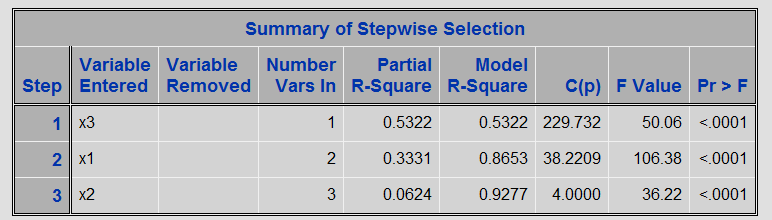 Summary of Stepwise Selection
Variable Variable Number Partial Model
Step Entered Removed Vars In R-Square R-Square C(p) F Value Pr > F
1 x3 1 0.5322 0.5322 229.732 50.06 <.0001
2 x1 2 0.3331 0.8653 38.2209 106.38 <.0001
3 x2 3 0.0624 0.9277 4.0000 36.22 <.0001